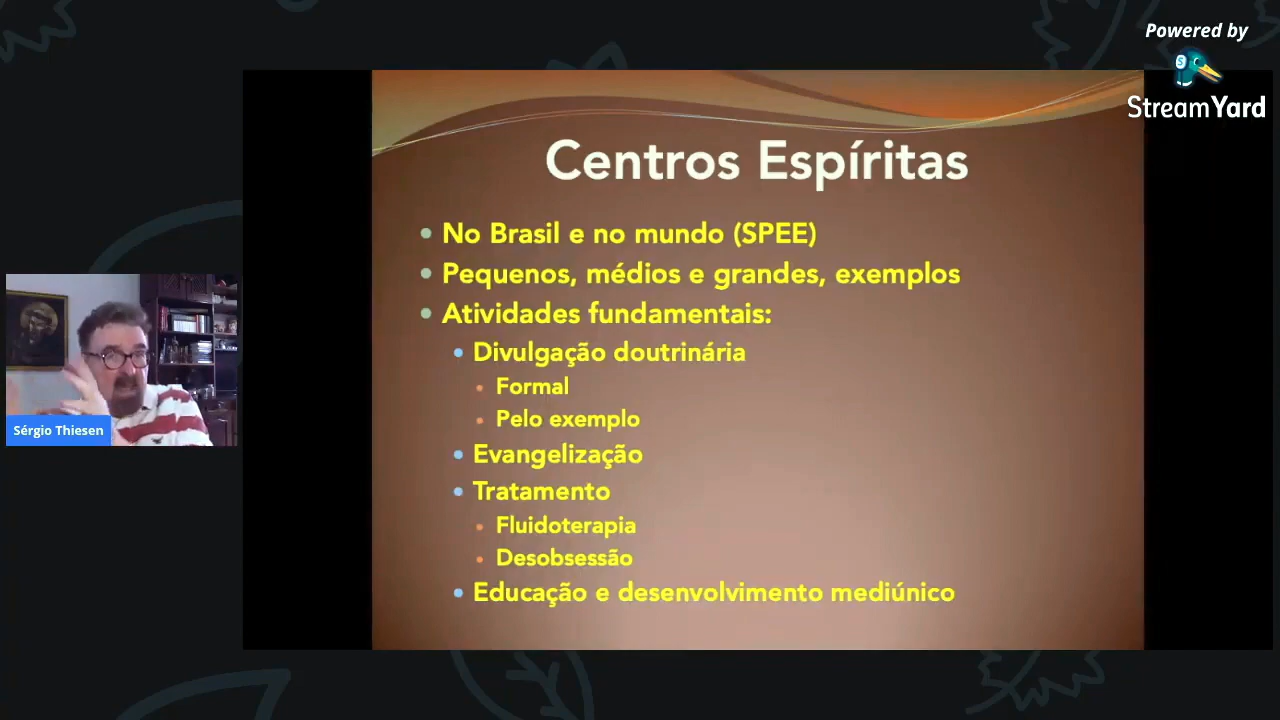 Powered by
StreamYard
Centros Espíritas
No Brasil e no mundo (SPEE)
Pequenos, médios e grandes, exemplos
Atividades fundamentais:
Divulgação doutrinária
Formal
Pelo exemplo
Evangelização
Tratamento
Fluidoterapia
Desobsessão
Educação e desenvolvimento mediúnico
Sérgio Thiesen